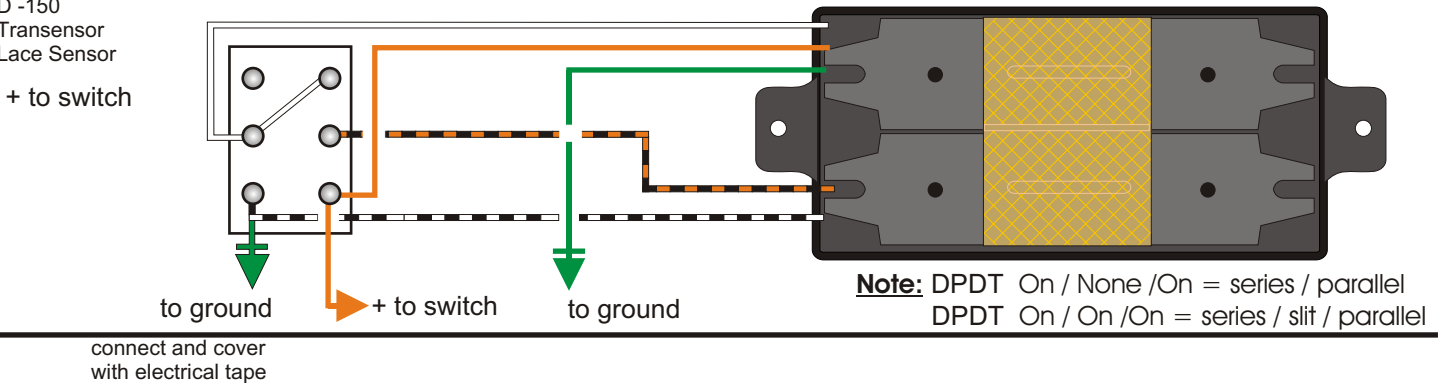 D -150
Transensor
Lace Sensor
+ to switch
to ground
+ to switch
to ground
Note: DPDT On / None /On = series / parallel
DPDT On / On /On = series / slit / parallel
connect and cover
with electrical tape